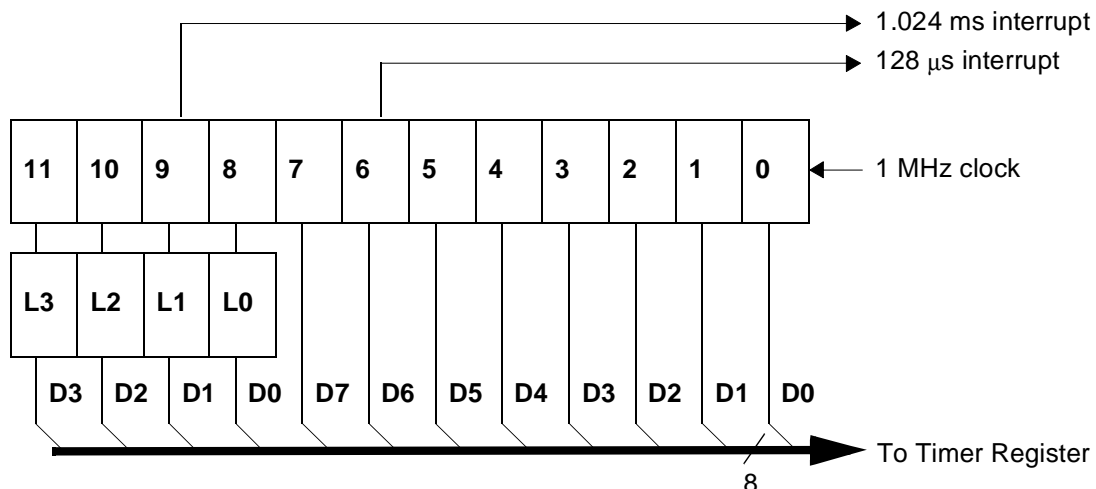 1.024 ms interrupt
128 μs interrupt
11 10 9 8 7 6 5 4 3 2 1 0
1 MHz clock
L3 L2 L1 L0
D3 D2 D1 D0 D7 D6 D5 D4 D3 D2 D1 D0
To Timer Register
8